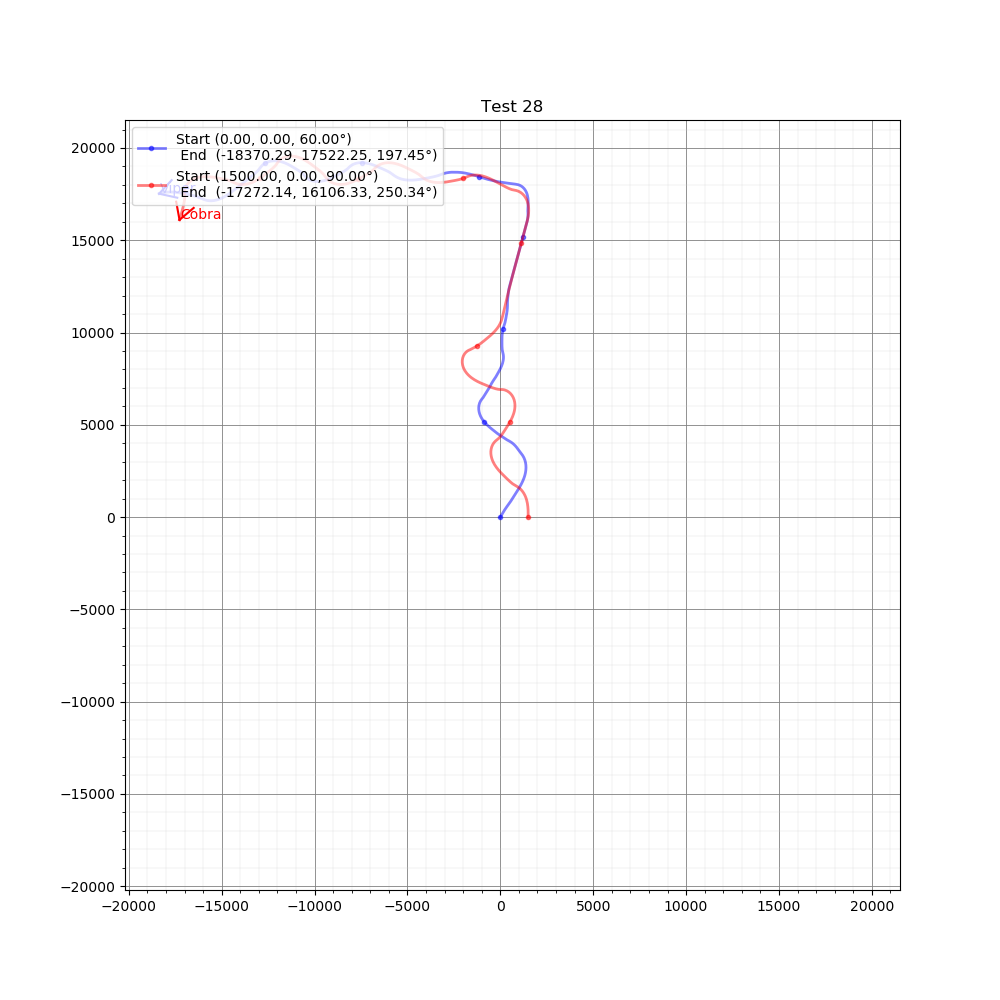 Test 28
Start (0.00, 0.00, 60.00°)
End (-18370.29, 17522.25, 197.45°)
Start (1500.00, 0.00, 90.00°)
End (-17272.14, 16106.33, 250.34°)
Viper
Cobra
20000
15000
10000
5000
0
−5000
−10000
−15000
−20000
−20000 −15000 −10000 −5000 0 5000 10000 15000 20000